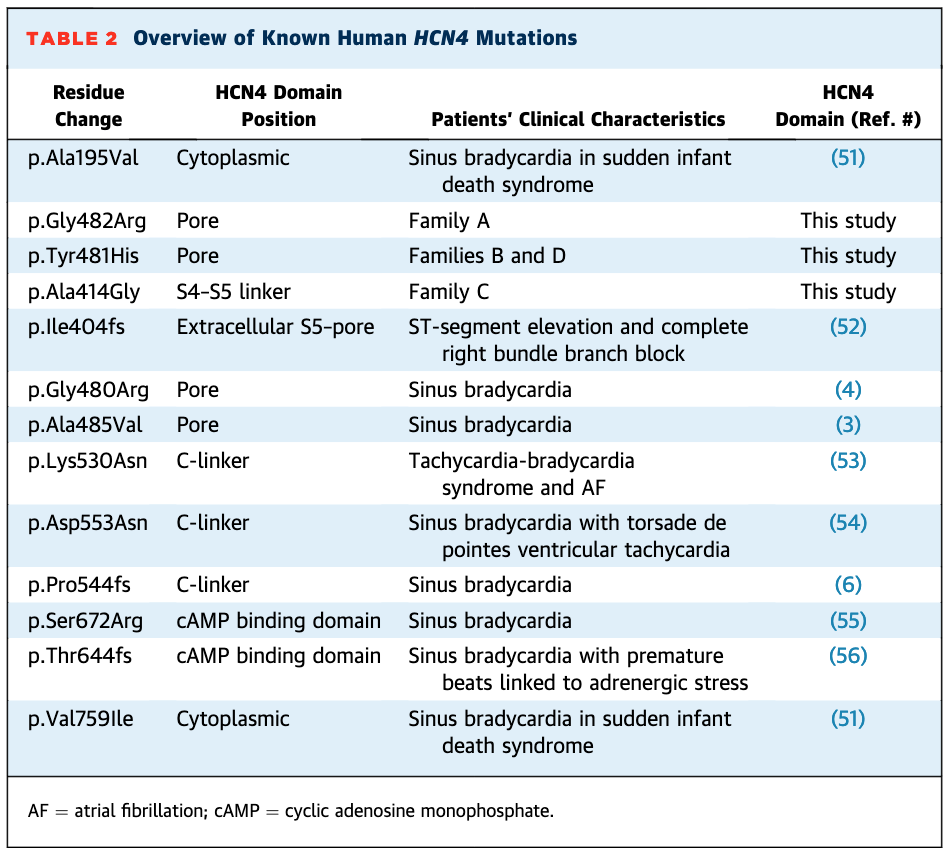 TABLE 2 Overview of Known Human HCN4 Mutations
Residue Change HCN4 Domain Position Patients' Clinical Characteristics HCN4 Domain (Ref. #)
p.Ala195Val Cytoplasmic Sinus bradycardia in sudden infant (51)
death syndrome
p.Gly482Arg Pore Family A This study
p.Tyr481His Pore Families B and D This study
p.Ala414Gly S4–S5 linker Family C This study
p.Ile404fs Extracellular S5–pore ST-segment elevation and complete (52)
right bundle branch block
p.Gly480Arg Pore Sinus bradycardia (4)
p.Ala485Val Pore Sinus bradycardia (3)
p.Lys530Asn C-linker Tachycardia-bradycardia (53)
syndrome and AF
p.Asp553Asn C-linker Sinus bradycardia with torsade de (54)
pointes ventricular tachycardia
p.Pro544fs C-linker Sinus bradycardia (6)
p.Ser672Arg cAMP binding domain Sinus bradycardia (55)
p.Thr644fs cAMP binding domain Sinus bradycardia with premature (56)
beats linked to adrenergic stress
p.Val759Ile Cytoplasmic Sinus bradycardia in sudden infant (51)
death syndrome
AF = atrial fibrillation; cAMP = cyclic adenosine monophosphate.